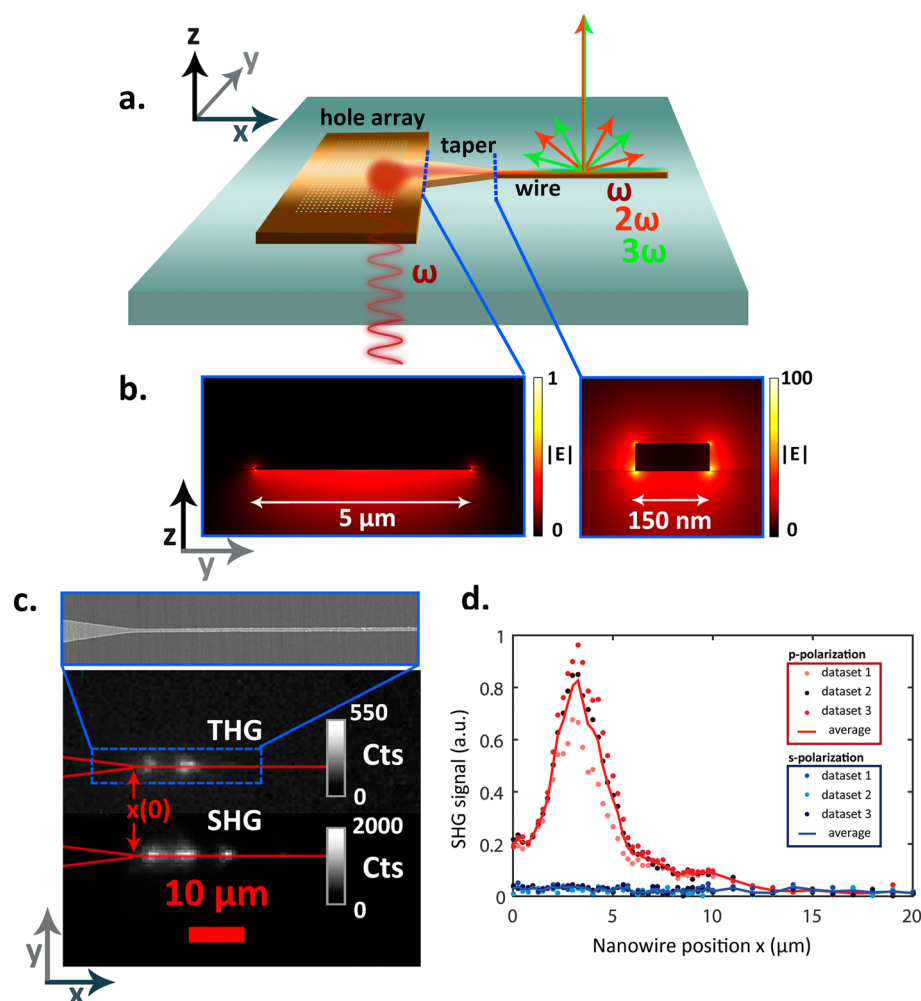 z
y
x
a.
hole array
taper
wire
ω
2ω
3ω
ω
b.
1
|E|
0
5 µm
100
|E|
0
150 nm
z
y
c.
THG
550
Cts
0
x(0)
SHG
2000
Cts
0
10 µm
y
x
d.
SHG signal (a.u.)
1
0.8
0.6
0.4
0.2
0
0 5 10 15 20
Nanowire position x (µm)
p-polarization
dataset 1
dataset 2
dataset 3
average
s-polarization
dataset 1
dataset 2
dataset 3
average